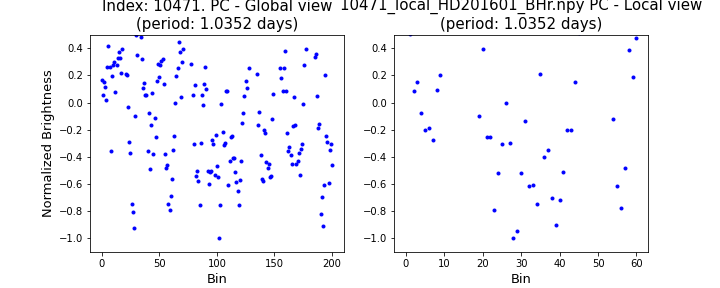 Index: 10471. PC - Global view
(period: 1.0352 days)
10471_local_HD201601_BHr.npy PC - Local view
(period: 1.0352 days)
Normalized Brightness
0.4
0.2
0.0
−0.2
−0.4
−0.6
−0.8
−1.0
0 50 100 150 200
Bin
0.4
0.2
0.0
−0.2
−0.4
−0.6
−0.8
−1.0
0 10 20 30 40 50 60
Bin